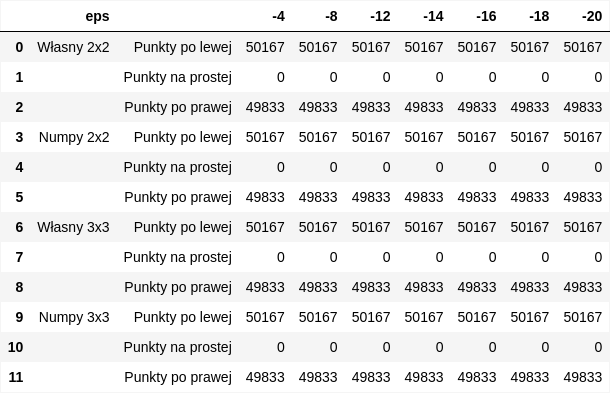 eps -4 -8 -12 -14 -16 -18 -20
0 Własny 2x2 Punkty po lewej 50167 50167 50167 50167 50167 50167 50167
1 Punkty na prostej 0 0 0 0 0 0 0
2 Punkty po prawej 49833 49833 49833 49833 49833 49833 49833
3 Numpy 2x2 Punkty po lewej 50167 50167 50167 50167 50167 50167 50167
4 Punkty na prostej 0 0 0 0 0 0 0
5 Punkty po prawej 49833 49833 49833 49833 49833 49833 49833
6 Własny 3x3 Punkty po lewej 50167 50167 50167 50167 50167 50167 50167
7 Punkty na prostej 0 0 0 0 0 0 0
8 Punkty po prawej 49833 49833 49833 49833 49833 49833 49833
9 Numpy 3x3 Punkty po lewej 50167 50167 50167 50167 50167 50167 50167
10 Punkty na prostej 0 0 0 0 0 0 0
11 Punkty po prawej 49833 49833 49833 49833 49833 49833 49833